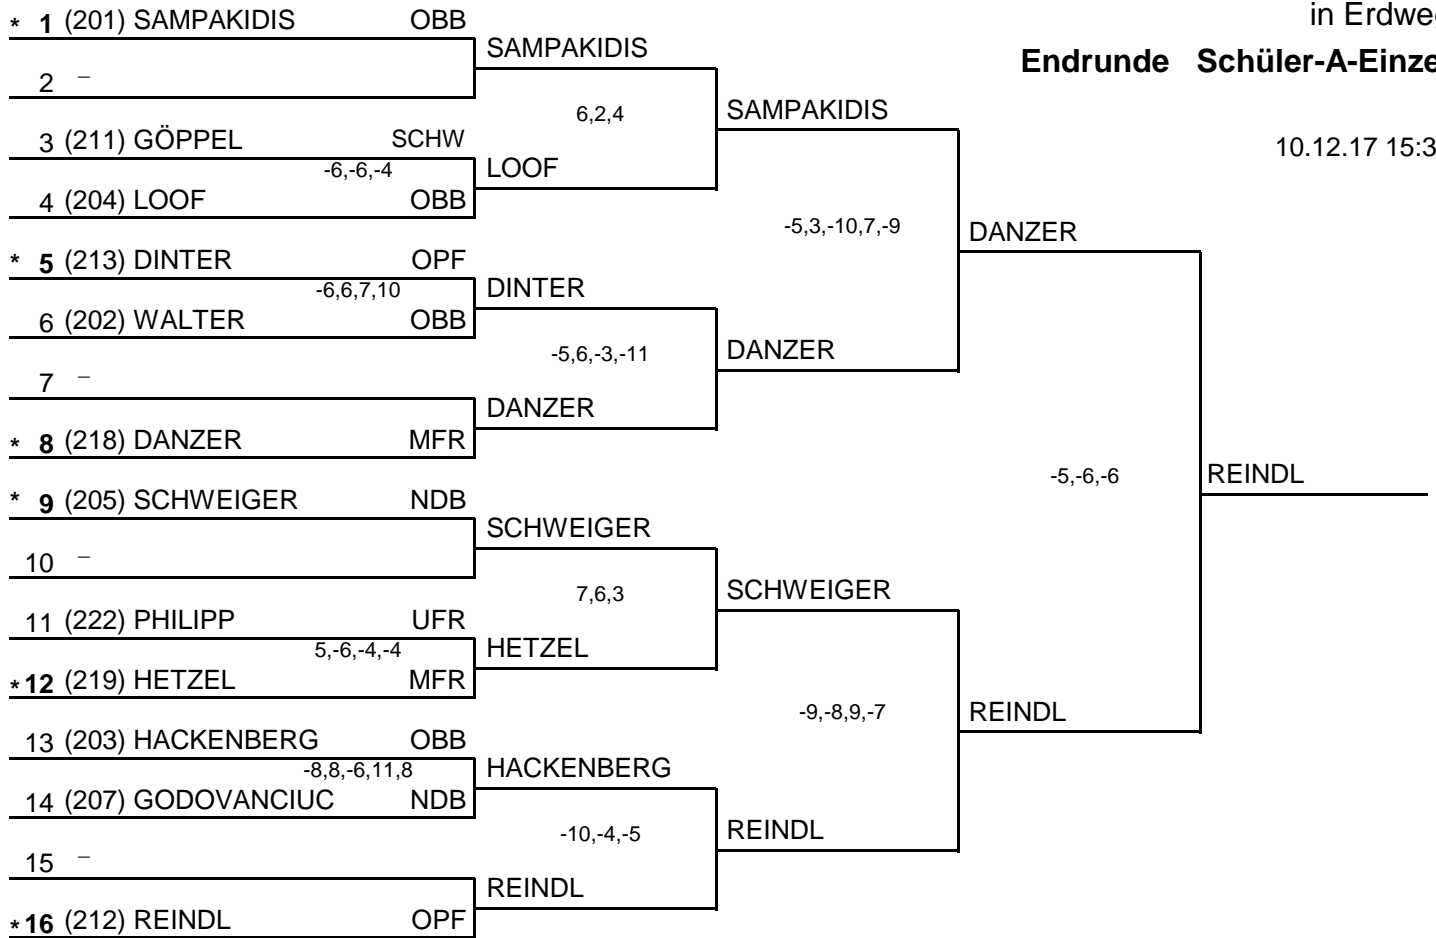 in Erdwe
Endrunde Schüler-A-Einze
10.12.17 15:3
* 1 (201) SAMPAKIDIS OBB
SAMPAKIDIS
2 –
6,2,4
SAMPAKIDIS
3 (211) GÖPPEL SCHW
-6,-6,-4
LOOF
4 (204) LOOF OBB
-5,3,-10,7,-9
DANZER
* 5 (213) DINTER OPF
-6,6,7,10
DINTER
6 (202) WALTER OBB
-5,6,-3,-11
DANZER
7 –
DANZER
* 8 (218) DANZER MFR
-5,-6,-6
REINDL
* 9 (205) SCHWEIGER NDB
SCHWEIGER
10 –
7,6,3
SCHWEIGER
11 (222) PHILIPP UFR
5,-6,-4,-4
HETZEL
* 12 (219) HETZEL MFR
-9,-8,9,-7
REINDL
13 (203) HACKENBERG OBB
-8,8,-6,11,8
HACKENBERG
14 (207) GODOVANCIUC NDB
-10,-4,-5
REINDL
15 –
REINDL
* 16 (212) REINDL OPF